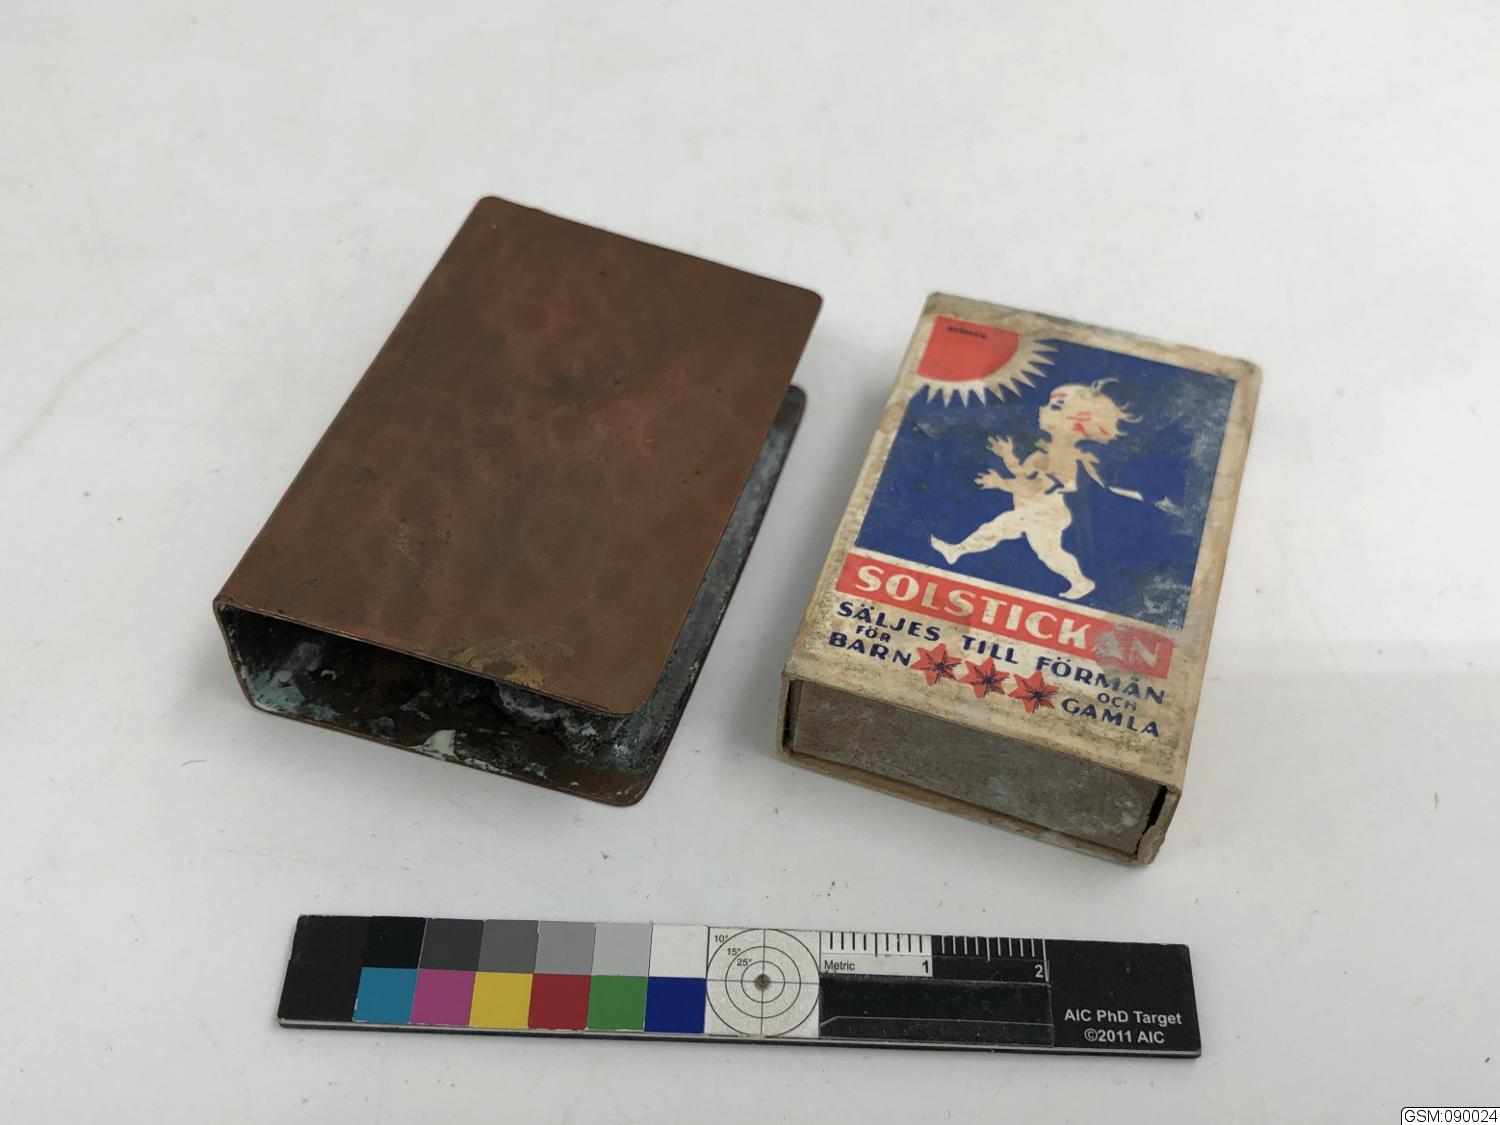 SOLSTICKAN
SÄLJES TILL FÖRMÅN
FÖR BARN OCH GAMLA
10°
15°
25°
Metric 1 2
AIC PhD Target
©2011 AIC
GSM:090024